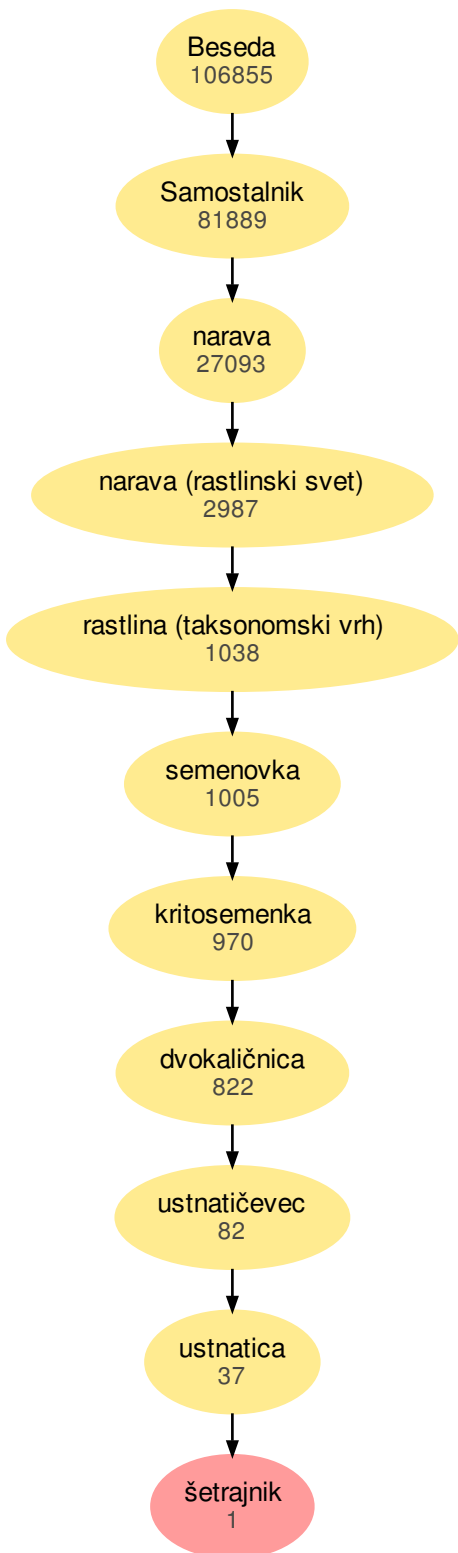 Beseda
106855
Samostalnik
81889
narava
27093
narava (rastlinski svet)
2987
rastlina (taksonomski vrh)
1038
semenovka
1005
kritosemenka
970
dvokaličnica
822
ustnatičevec
82
ustnatica
37
šetrajnik
1